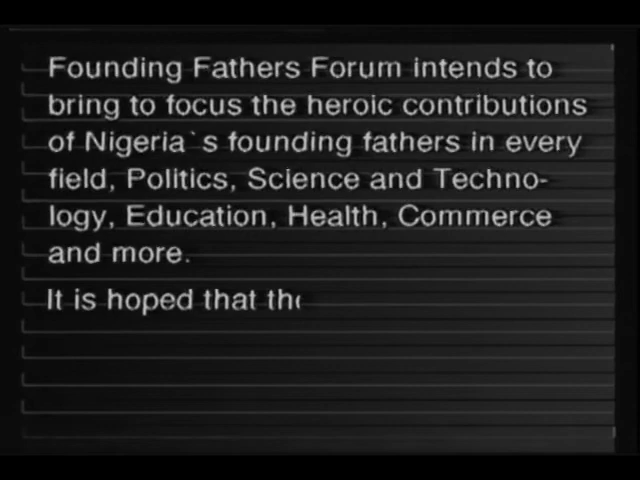 Founding Fathers Forum intends to
bring to focus the heroic contributions
of Nigeria`s founding fathers in every
field, Politics, Science and Techno-
logy, Education, Health, Commerce
and more.
It is hoped that